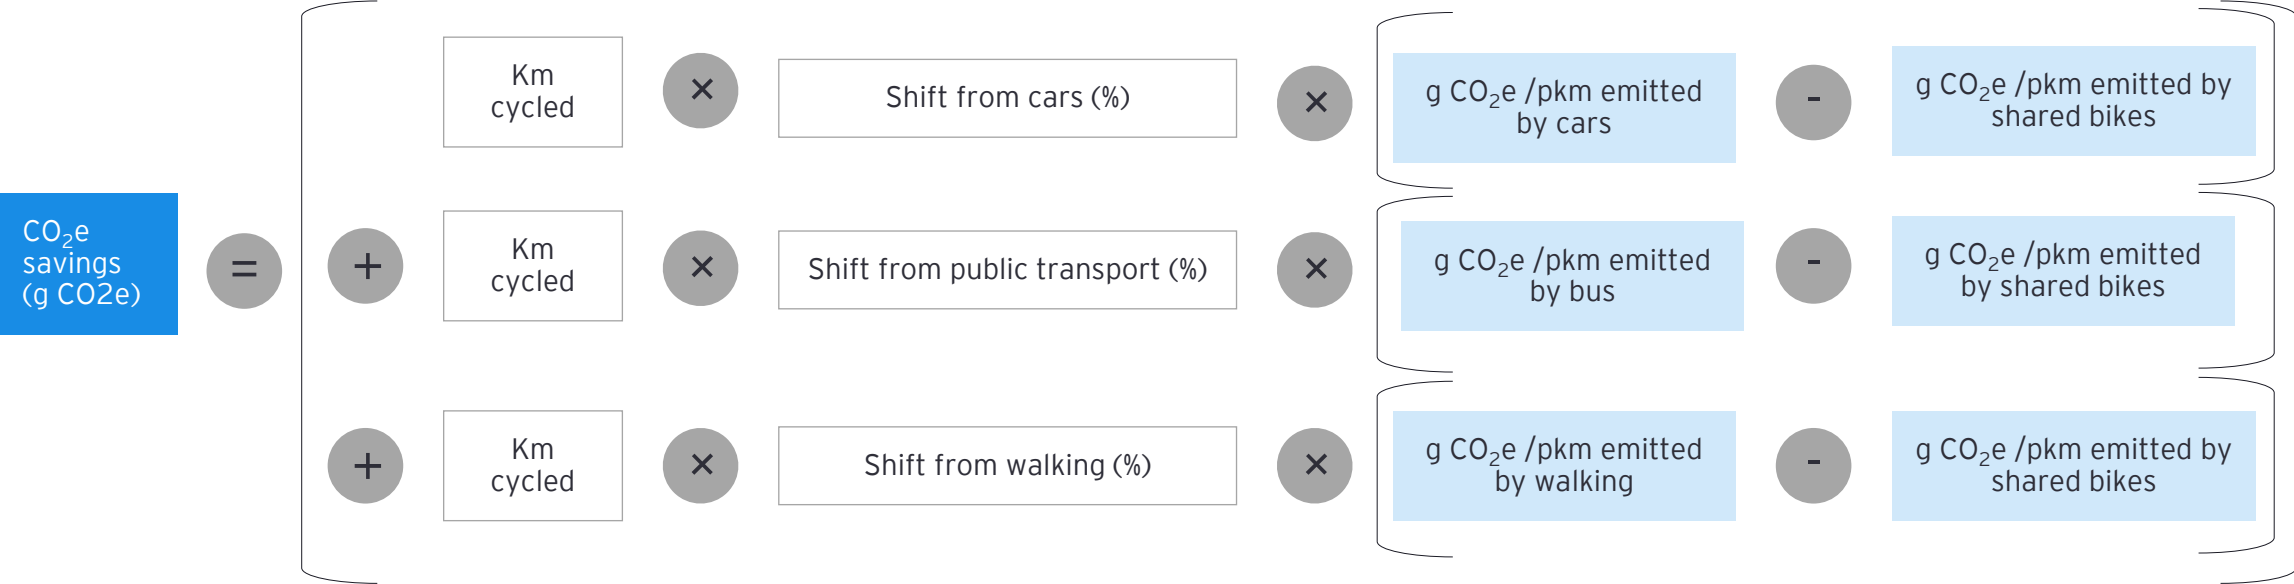 Km
cycled
×
Shift from cars (%)
×
g CO₂e /pkm emitted
by cars
-
g CO₂e /pkm emitted by
shared bikes
CO₂e
savings
(g CO2e)
=
+
Km
cycled
×
Shift from public transport (%)
×
g CO₂e /pkm emitted
by bus
-
g CO₂e /pkm emitted
by shared bikes
+
Km
cycled
×
Shift from walking (%)
×
g CO₂e /pkm emitted
by walking
-
g CO₂e /pkm emitted by
shared bikes